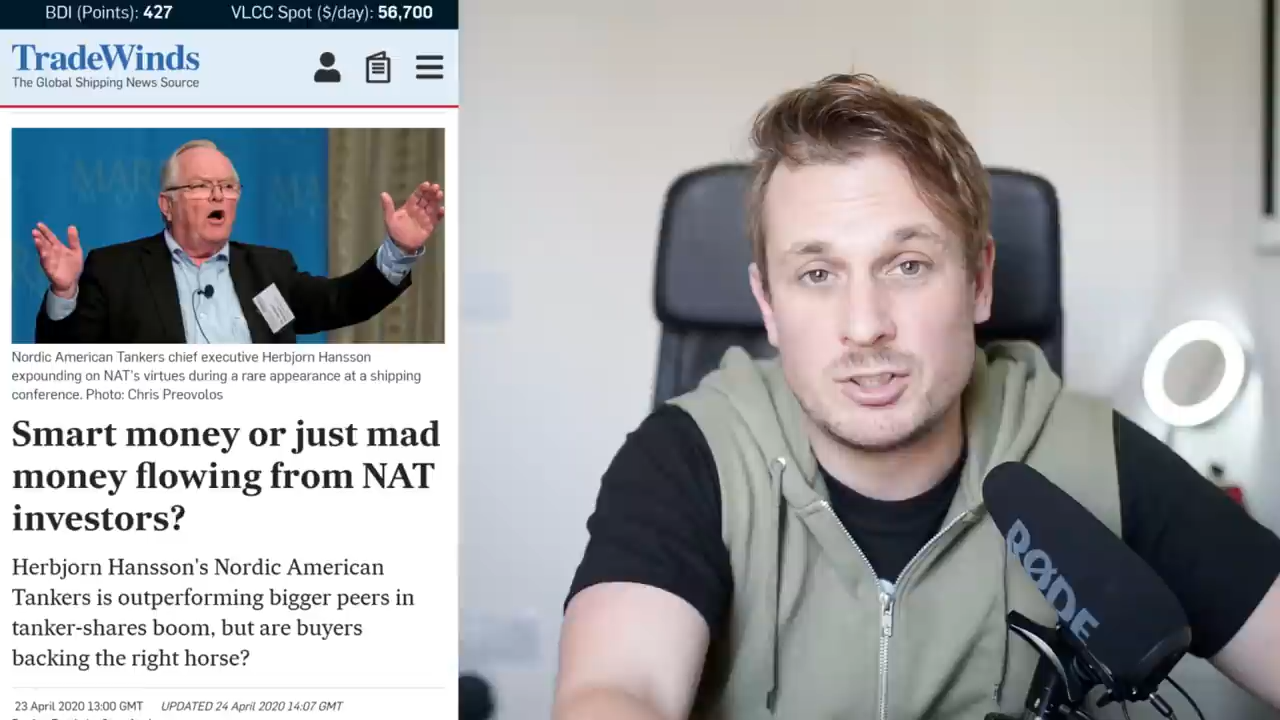 BDI (Points): 427 VLCC Spot ($/day): 56,700
TradeWinds
The Global Shipping News Source
MAR
MA
Nordic American Tankers chief executive Herbjorn Hansson
expounding on NAT's virtues during a rare appearance at a shipping
conference. Photo: Chris Preovolos
Smart money or just mad
money flowing from NAT
investors?
Herbjorn Hansson's Nordic American
Tankers is outperforming bigger peers in
tanker-shares boom, but are buyers
backing the right horse?
23 April 2020 13:00 GMT UPDATED 24 April 2020 14:07 GMT
RØDE